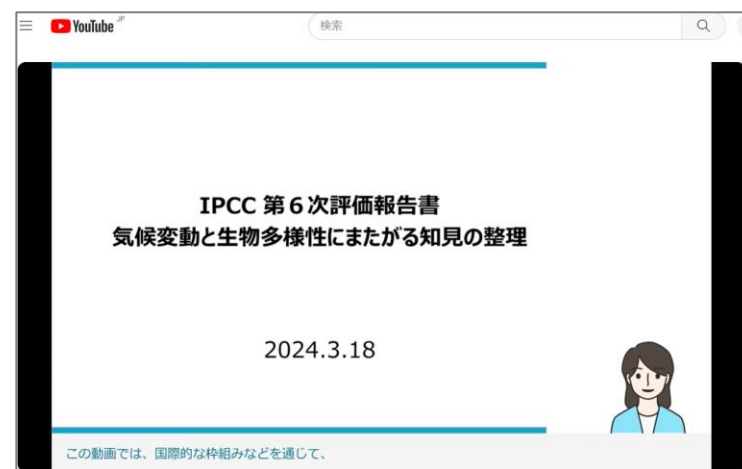 YouTube JP
検索
IPCC 第6次評価報告書
気候変動と生物多様性にまたがる知見の整理
2024.3.18
この動画では、国際的な枠組みなどを通じて、